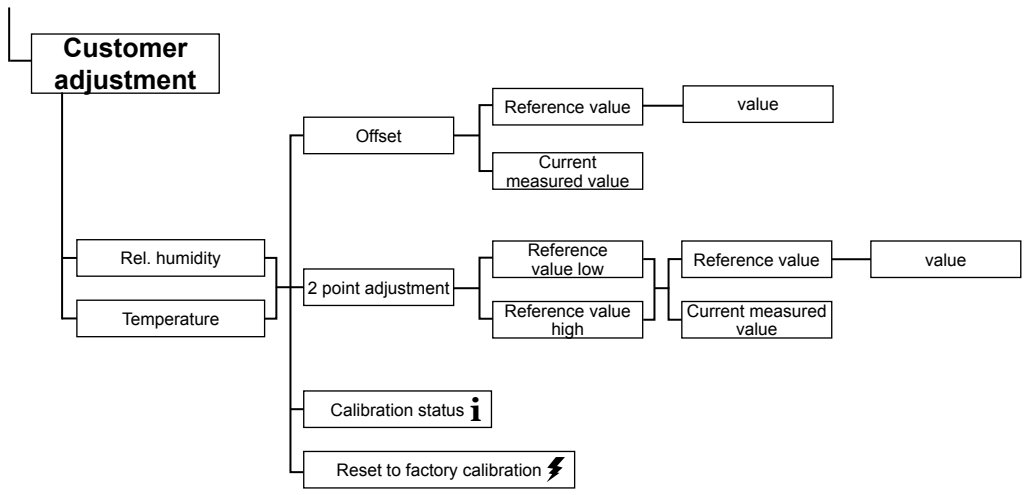 Customer
adjustment
Reference value
value
Offset
Current
measured value
Rel. humidity
Reference
value low
Reference value
value
2 point adjustment
Temperature
Reference value
high
Current measured
value
Calibration status i
Reset to factory calibration